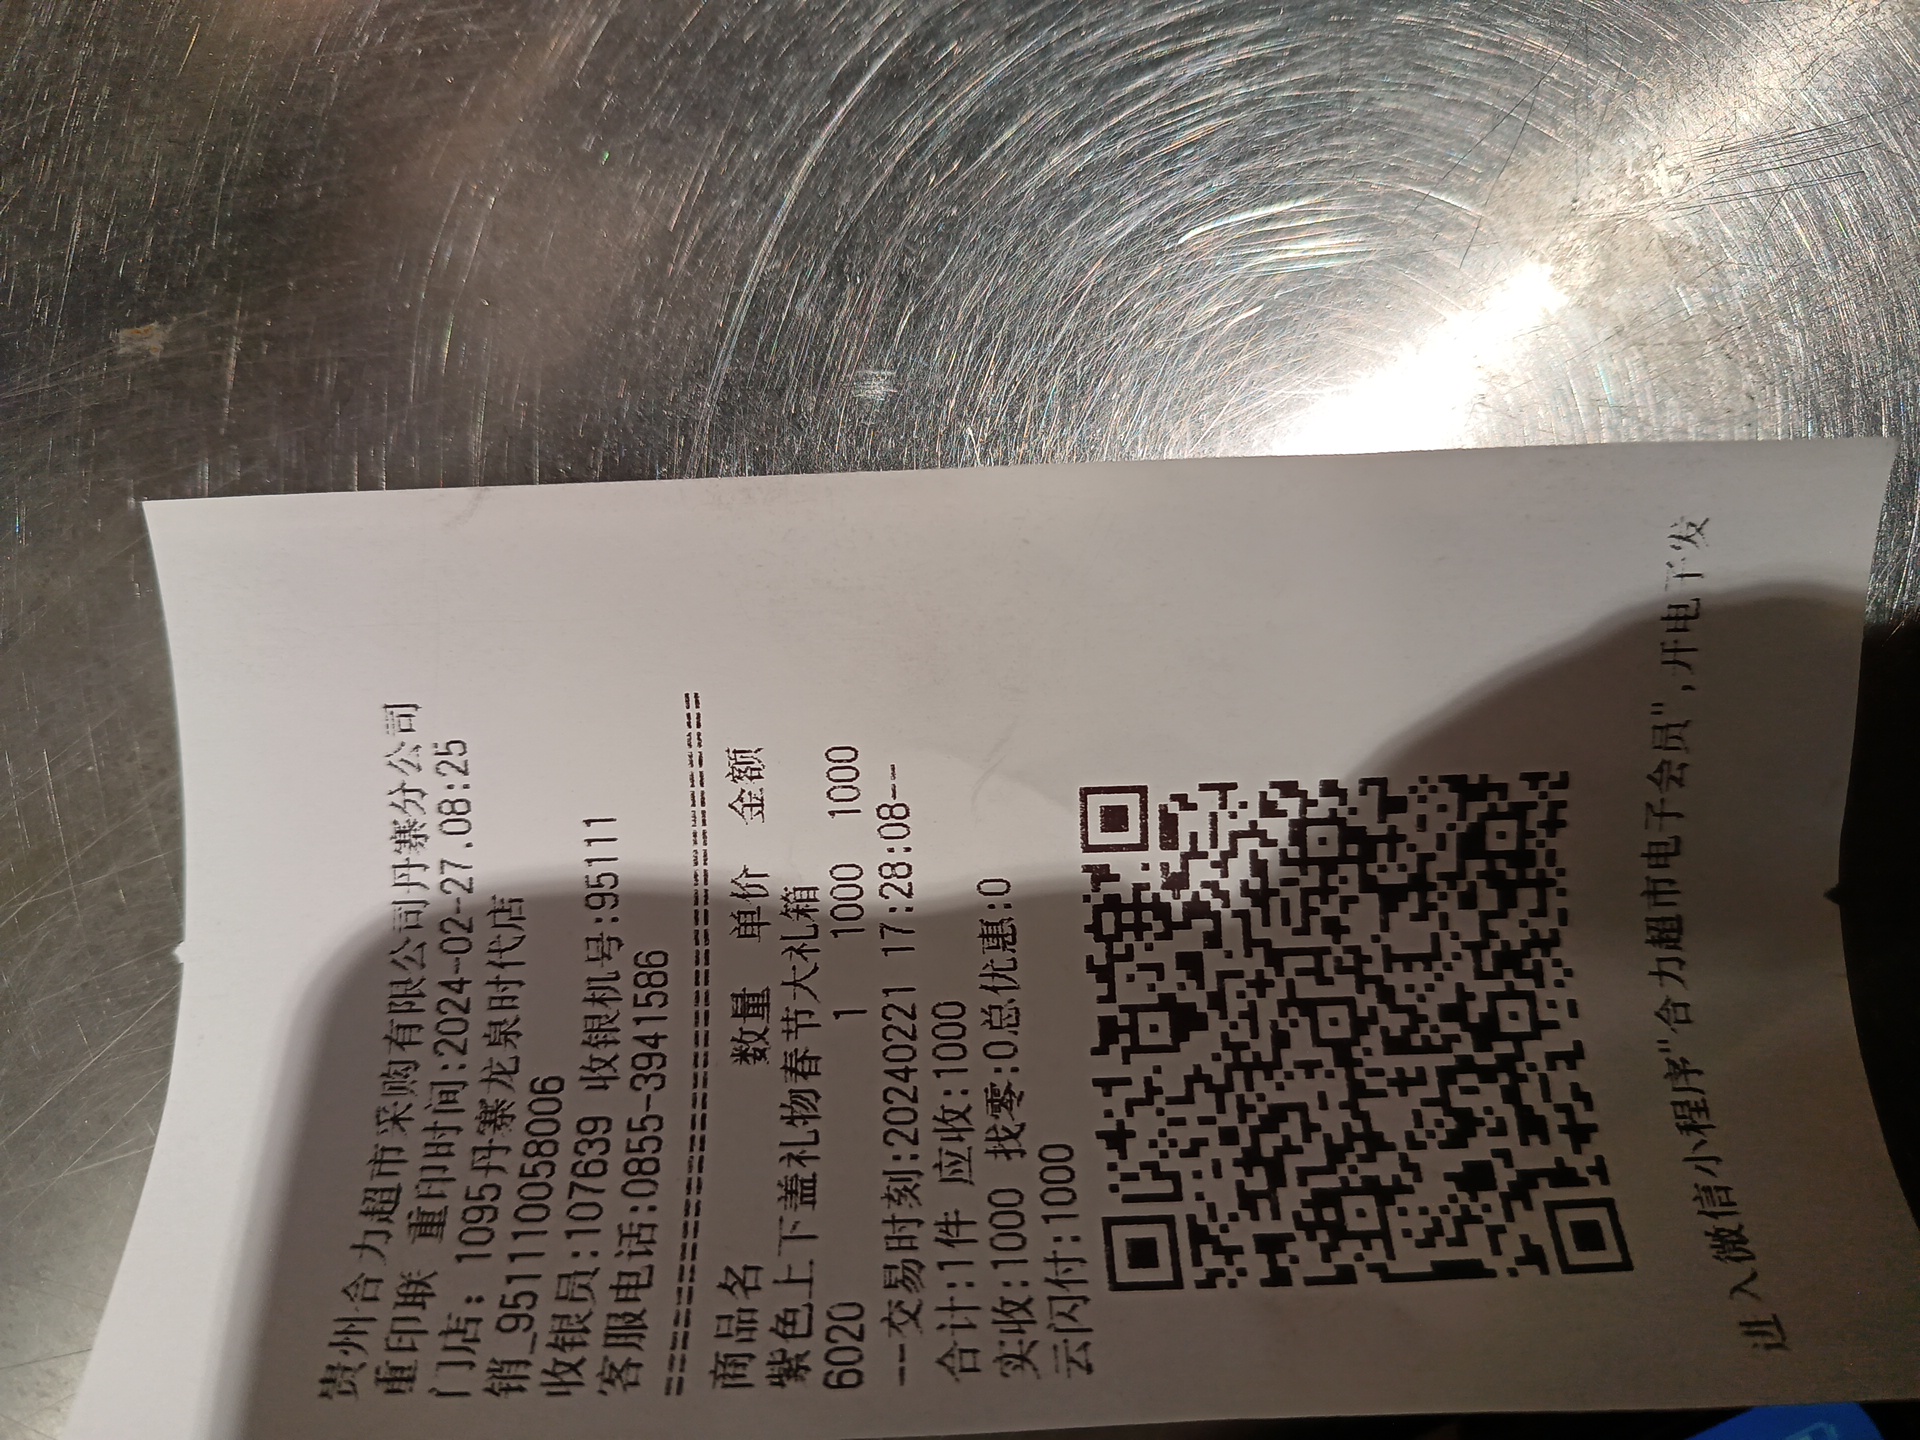 贵州合力超市采购有限公司丹寨分公司
重印联 重印时间:2024-02-27.08:25
门店: 1095丹寨龙泉时代店
销_9511110058006
收银员:107639 收银机号:95111
客服电话:0855-3941586
================================
商品名 数量 单价 金额
紫色上下盖礼物春节大礼箱
6020 1 1000 1000
--交易时刻:20240221 17:28:08--
合计:1件 应收:1000
实收:1000 找零:0总优惠:0
云闪付:1000
进入微信小程序"合力超市电子会员",开电子发